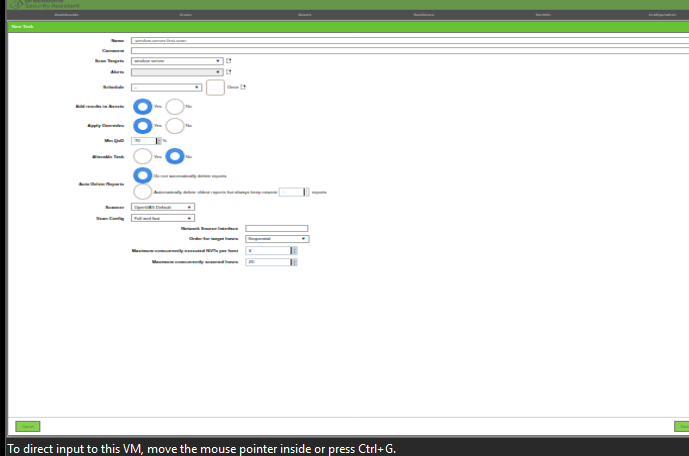 Greenbone
Security Assistant
Dashboards Scans Assets Resilience SecInfo Configuration
New Task
Name window-server-first-scan
Comment
Scan Targets window server
Alerts
Schedule -- Once
Add results to Assets Yes No
Apply Overrides Yes No
Min QoD 70 %
Alterable Task Yes No
Do not automatically delete reports
Auto Delete Reports
Automatically delete oldest reports but always keep newest reports
Scanner OpenVAS Default
Scan Config Full and fast
Network Source Interface
Order for target hosts Sequential
Maximum concurrently executed NVTs per host 4
Maximum concurrently scanned hosts 20
Cancel
To direct input to this VM, move the mouse pointer inside or press Ctrl+G.